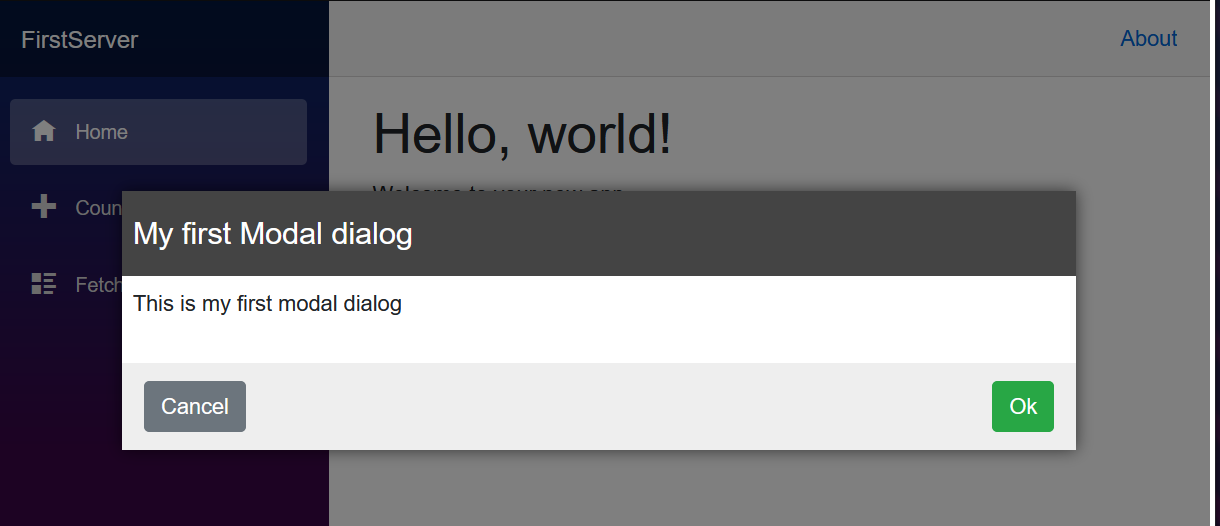 FirstServer
About
Home
Hello, world!
Welcome to your new app.
Coun
Fetch
My first Modal dialog
This is my first modal dialog
Cancel
Ok